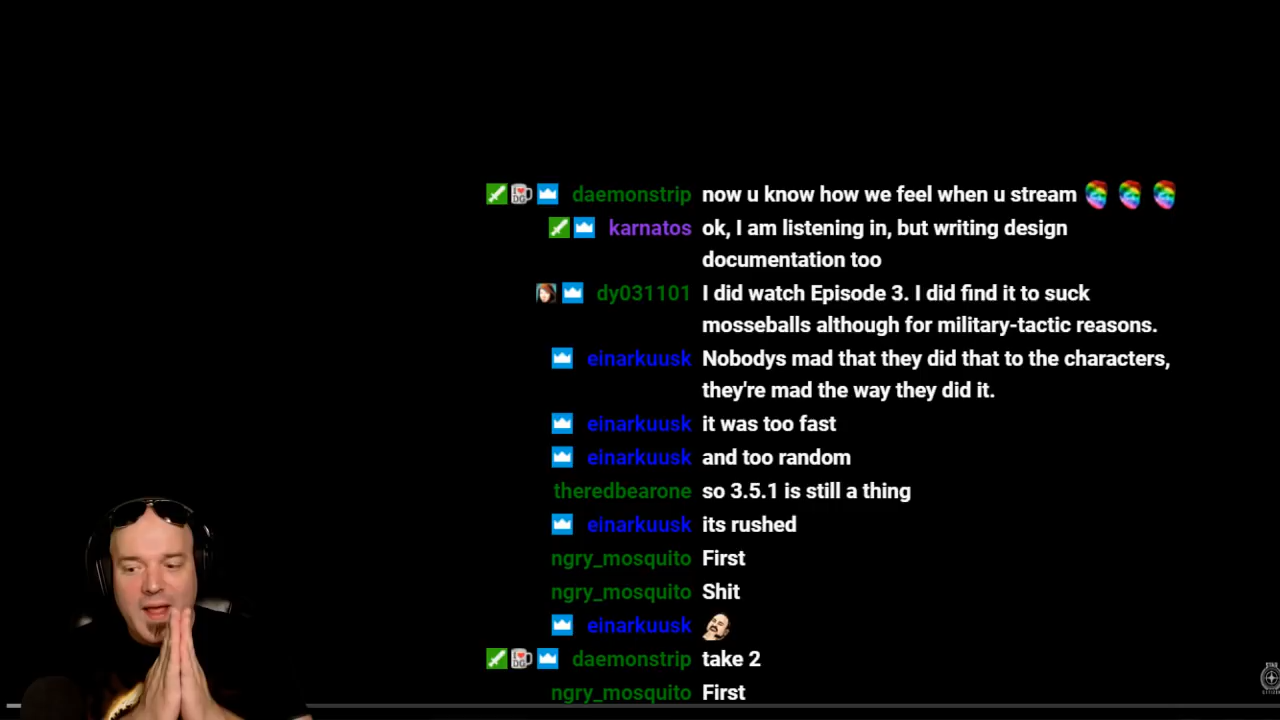 daemonstrip now u know how we feel when u stream
karnatos ok, I am listening in, but writing design
documentation too
dy031101 I did watch Episode 3. I did find it to suck
mosseballs although for military-tactic reasons.
einarkuusk Nobodys mad that they did that to the characters,
they're mad the way they did it.
einarkuusk it was too fast
einarkuusk and too random
theredbearone so 3.5.1 is still a thing
einarkuusk its rushed
ngry_mosquito First
ngry_mosquito Shit
einarkuusk
daemonstrip take 2
ngry_mosquito First